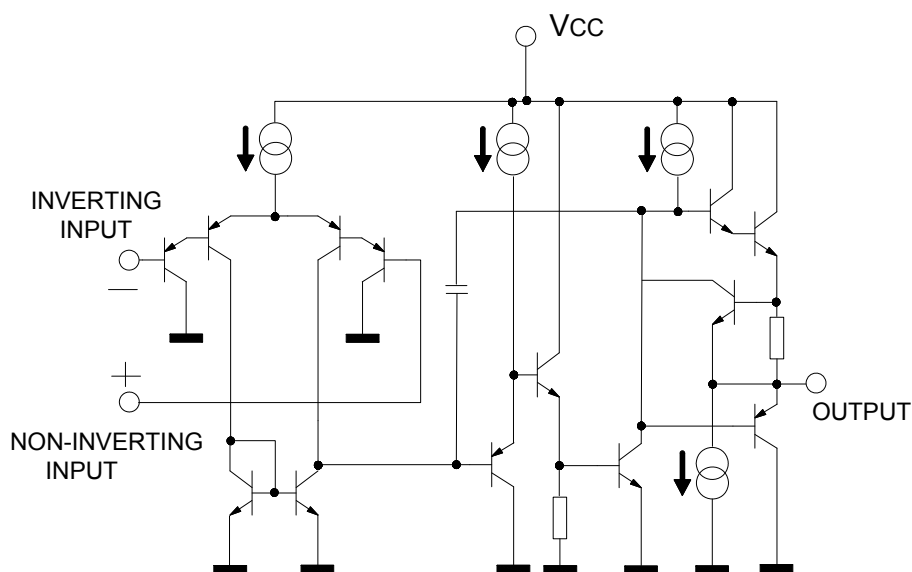 VCC
INVERTING
INPUT
—
+
NON-INVERTING
INPUT
OUTPUT